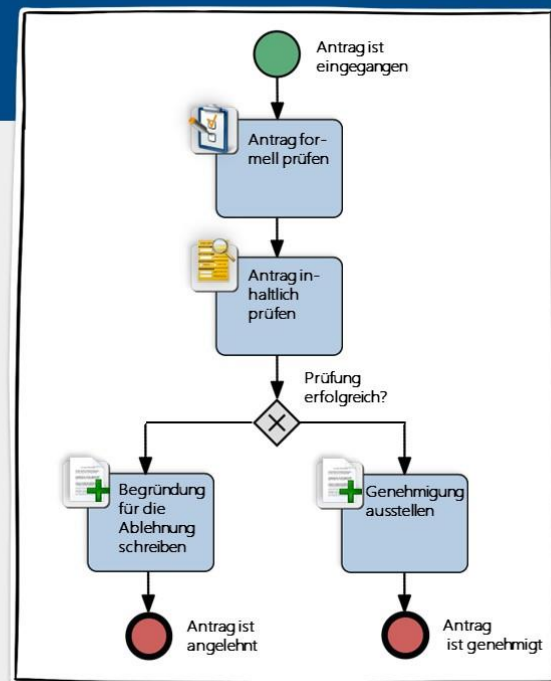 Antrag ist
eingegangen
Antrag for-
mell prüfen
Antrag in-
haltlich
prüfen
Prüfung
erfolgreich?
Begründung
für die
Ablehnung
schreiben
Genehmigung
ausstellen
Antrag ist
angelehnt
Antrag
ist genehmigt